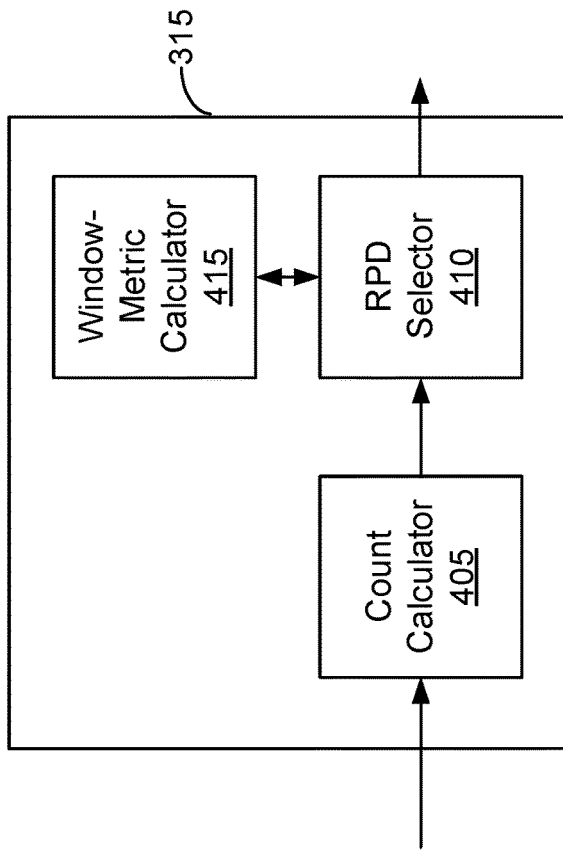 315
Window-
Metric
Calculator
415
Count
Calculator
405
RPD
Selector
410